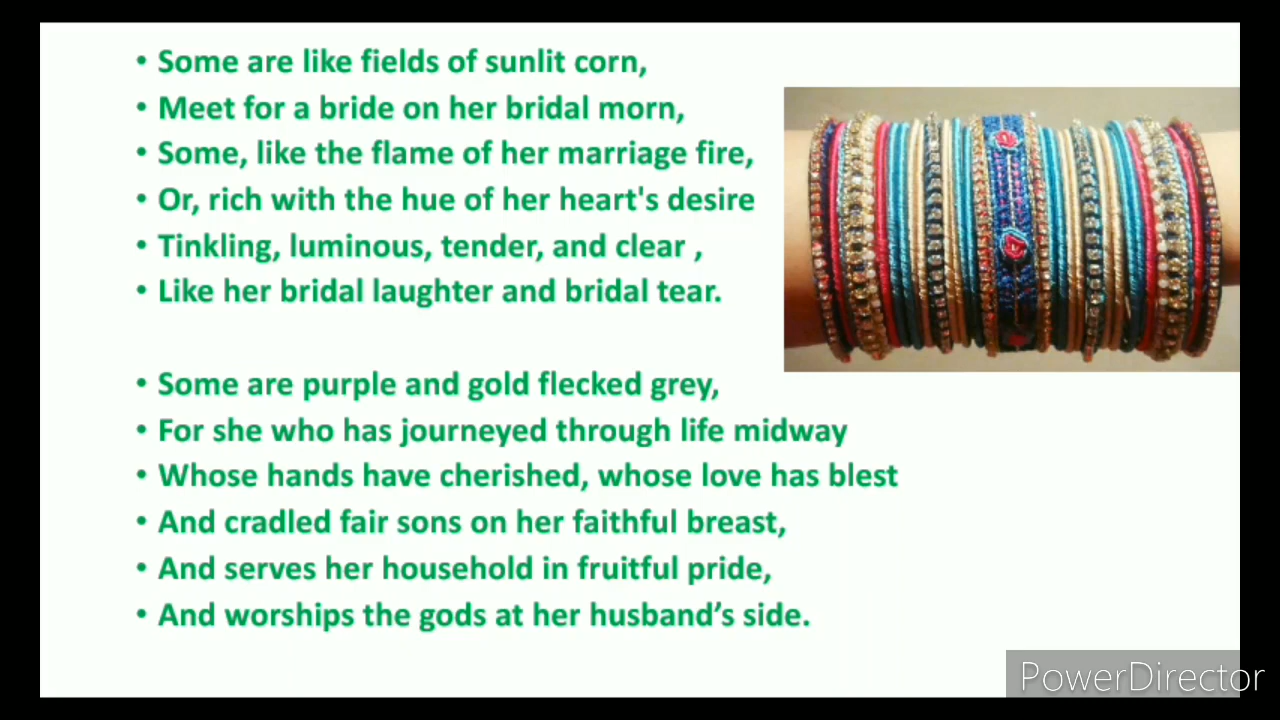 • Some are like fields of sunlit corn,
• Meet for a bride on her bridal morn,
• Some, like the flame of her marriage fire,
• Or, rich with the hue of her heart's desire
• Tinkling, luminous, tender, and clear ,
• Like her bridal laughter and bridal tear.
• Some are purple and gold flecked grey,
• For she who has journeyed through life midway
• Whose hands have cherished, whose love has blest
• And cradled fair sons on her faithful breast,
• And serves her household in fruitful pride,
• And worships the gods at her husband’s side.
PowerDirector